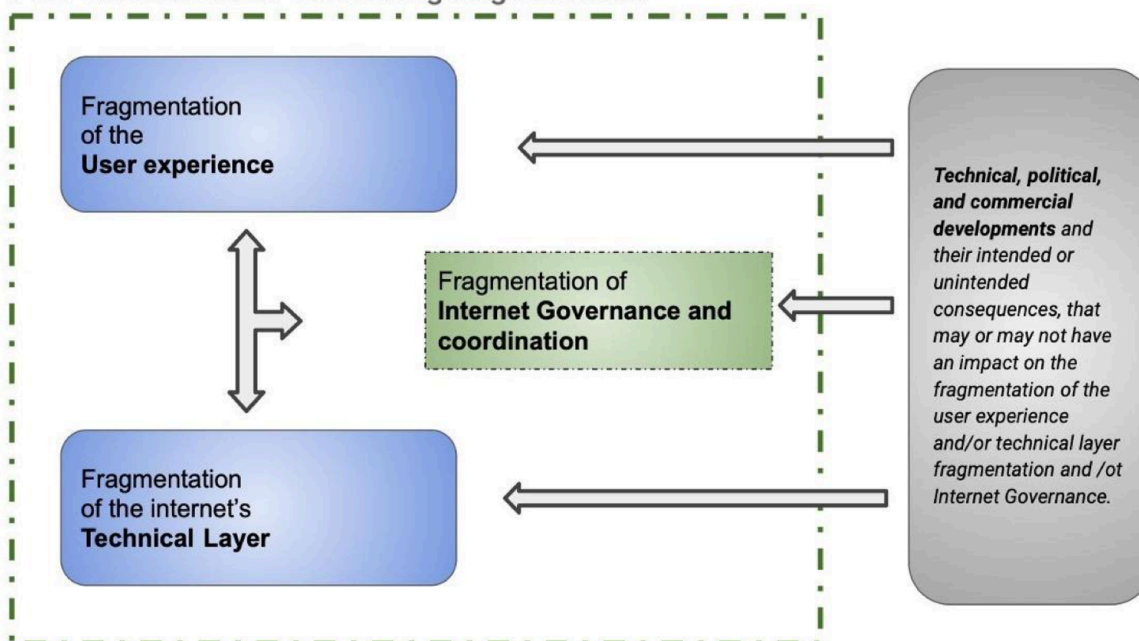 Fragmentation
of the
User experience
Technical, political,
and commercial
developments and
their intended or
unintended
consequences, that
may or may not have
an impact on the
fragmentation of the
user experience
and/or technical layer
fragmentation and /ot
Internet Governance.
Fragmentation of
Internet Governance and
coordination
Fragmentation
of the internet’s
Technical Layer